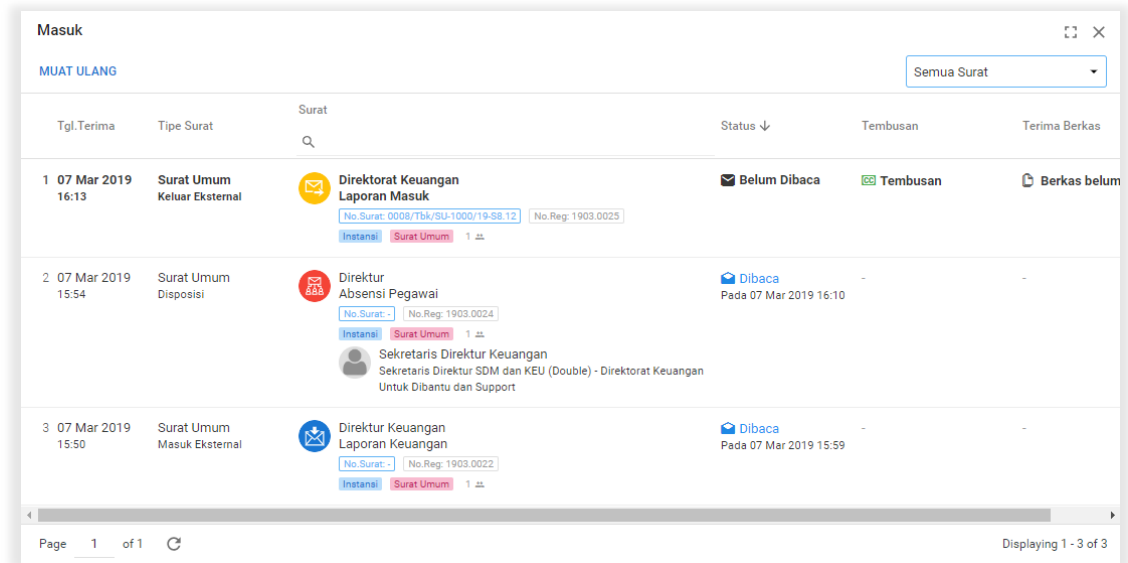 Masuk
MUAT ULANG
Semua Surat
Tgl.Terima
Tipe Surat
Surat
Status
Tembusan
Terima Berkas
1 07 Mar 2019
16:13
Surat Umum
Keluar Eksternal
Direktorat Keuangan
Laporan Masuk
No.Surat: 0008/Tbk/SU-1000/19-S8.12 No.Reg: 1903.0025
Instansi Surat Umum 1
Belum Dibaca
CC Tembusan
Berkas belum
2 07 Mar 2019
15:54
Surat Umum
Disposisi
Direktur
Absensi Pegawai
No.Surat: - No.Reg: 1903.0024
Instansi Surat Umum 1
Sekretaris Direktur Keuangan
Sekretaris Direktur SDM dan KEU (Double) - Direktorat Keuangan
Untuk Dibantu dan Support
Dibaca
Pada 07 Mar 2019 16:10
-
-
3 07 Mar 2019
15:50
Surat Umum
Masuk Eksternal
Direktur Keuangan
Laporan Keuangan
No.Surat: - No.Reg: 1903.0022
Instansi Surat Umum 1
Dibaca
Pada 07 Mar 2019 15:59
-
-
Page 1 of 1
Displaying 1 - 3 of 3